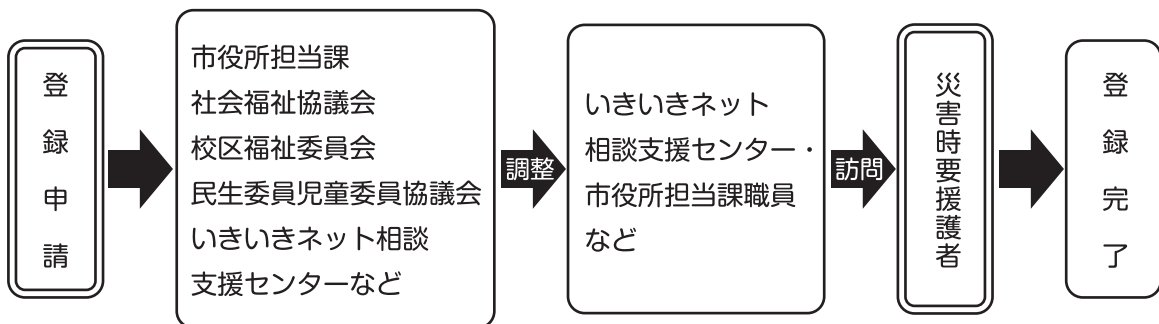 登録申請
市役所担当課
社会福祉協議会
校区福祉委員会
民生委員児童委員協議会
いきいきネット相談
支援センターなど
調整
いきいきネット
相談支援センター・
市役所担当課職員
など
訪問
災害時要援護者
登録完了